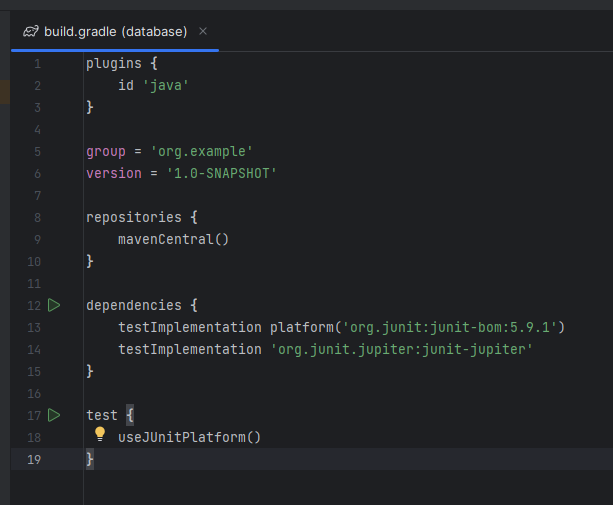 build.gradle (database)
1 plugins {
2     id 'java'
3 }
4
5 group = 'org.example'
6 version = '1.0-SNAPSHOT'
7
8 repositories {
9     mavenCentral()
10 }
11
12 dependencies {
13     testImplementation platform('org.junit:junit-bom:5.9.1')
14     testImplementation 'org.junit.jupiter:junit-jupiter'
15 }
16
17 test {
18     useJUnitPlatform()
19 }